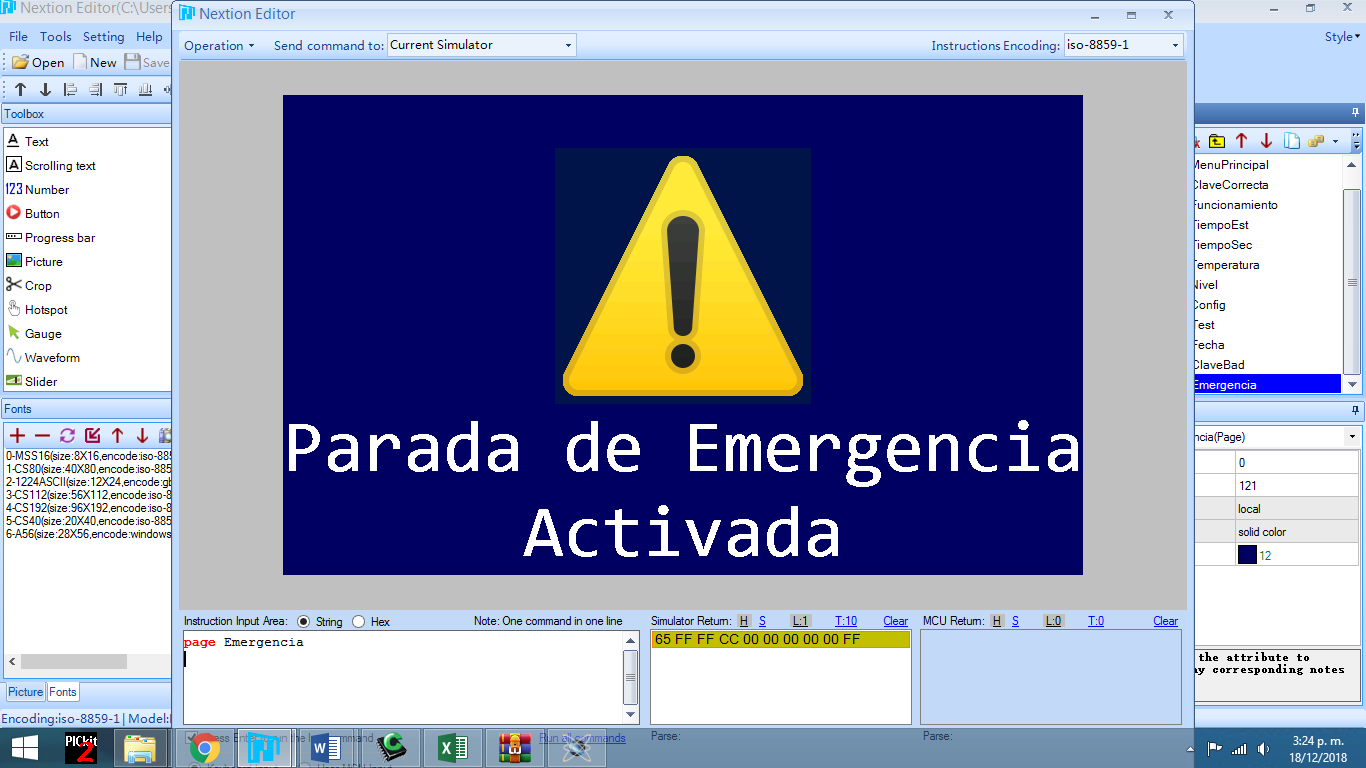 Nextion Editor(C:\Users
Nextion Editor
File Tools Setting Help
Style
Operation Send command to: Current Simulator Instructions Encoding: iso-8859-1
Open New Save
Toolbox
A Text
A Scrolling text
123 Number
Button
Progress bar
Picture
Crop
Hotspot
Gauge
Waveform
Slider
Fonts
0-MSS16(size:8X16,encode:iso-885
1-CS80(size:40X80,encode:iso-885
2-1224ASCII(size:12X24,encode:gb
3-CS112(size:56X112,encode:iso-8
4-CS192(size:96X192,encode:iso-8
5-CS40(size:20X40,encode:iso-885
6-A56(size:28X56,encode:windows
Picture Fonts
Encoding:iso-8859-1| Model:
Parada de Emergencia
Activada
MenuPrincipal
ClaveCorrecta
Funcionamiento
TiempoEst
TiempoSec
Temperatura
Nivel
Config
Test
Fecha
ClaveBad
Emergencia
ncia(Page)
0
121
local
solid color
12
the attribute to
ny corresponding notes
Instruction Input Area: String Hex Note: One command in one line
page Emergencia
Simulator Return: H S L:1 T:10 Clear
65 FF FF CC 00 00 00 00 00 FF
MCU Return: H S L:0 T:0 Clear
Run all commands
Parse:
Parse:
PICkit
2
3:24 p. m.
18/12/2018